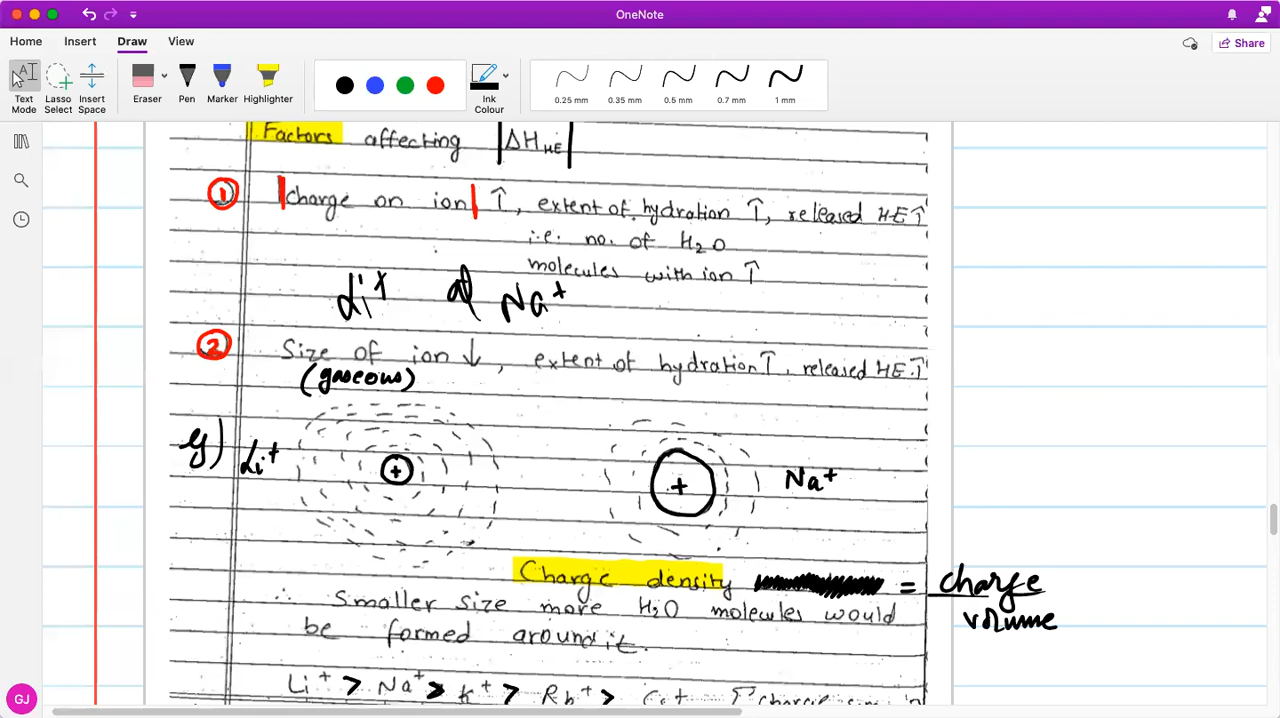 OneNote
Home Insert Draw View
Share
Text Mode
Lasso Select
Insert Space
Eraser
Pen
Marker
Highlighter
Ink Colour
0.25 mm 0.35 mm 0.5 mm 0.7 mm 1 mm
Factors affecting |ΔH HE|
① |charge on ion| ↑, extent of hydration ↑, released HE↑
i.e. no. of H2O
molecules with ion ↑
Li+ Na+
② Size of ion ↓, extent of hydration↑, released HE↑
(gaseous)
Li+ + + Na+
Charge density = charge / volume
∴ Smaller size more H2O molecules would
be formed around it.
Li+ > Na+ > K+ > Rb+ >
GJ